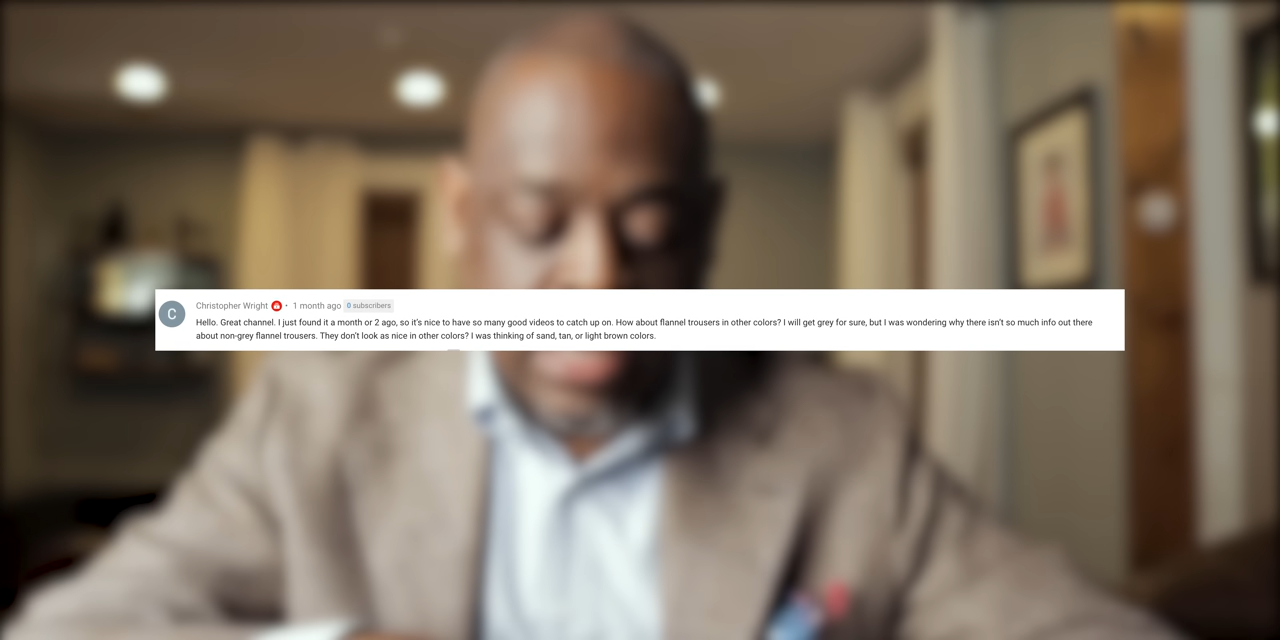 C
Christopher Wright • 1 month ago 0 subscribers
Hello. Great channel. I just found it a month or 2 ago, so it's nice to have so many good videos to catch up on. How about flannel trousers in other colors? I will get grey for sure, but I was wondering why there isn't so much info out there
about non-grey flannel trousers. They don't look as nice in other colors? I was thinking of sand, tan, or light brown colors.